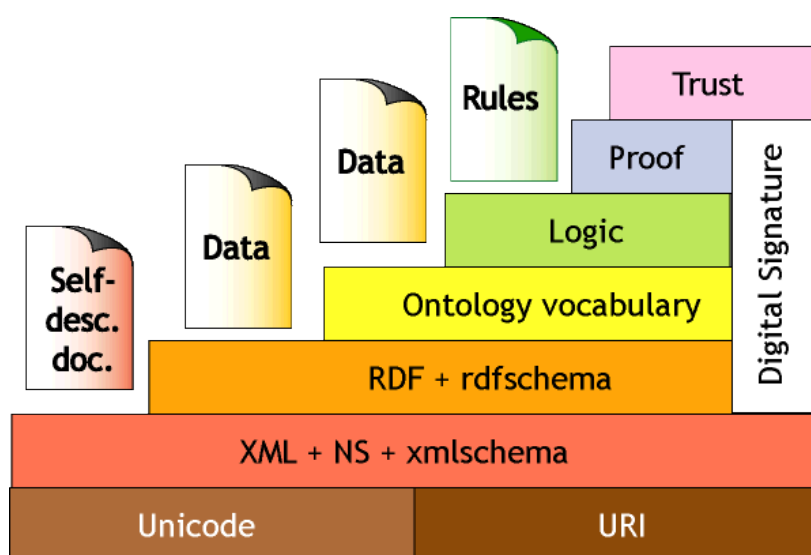 Rules
Trust
Data
Proof
Data
Logic
Self-
desc.
doc.
Ontology vocabulary
Digital Signature
RDF + rdfschema
XML + NS + xmlschema
Unicode
URI